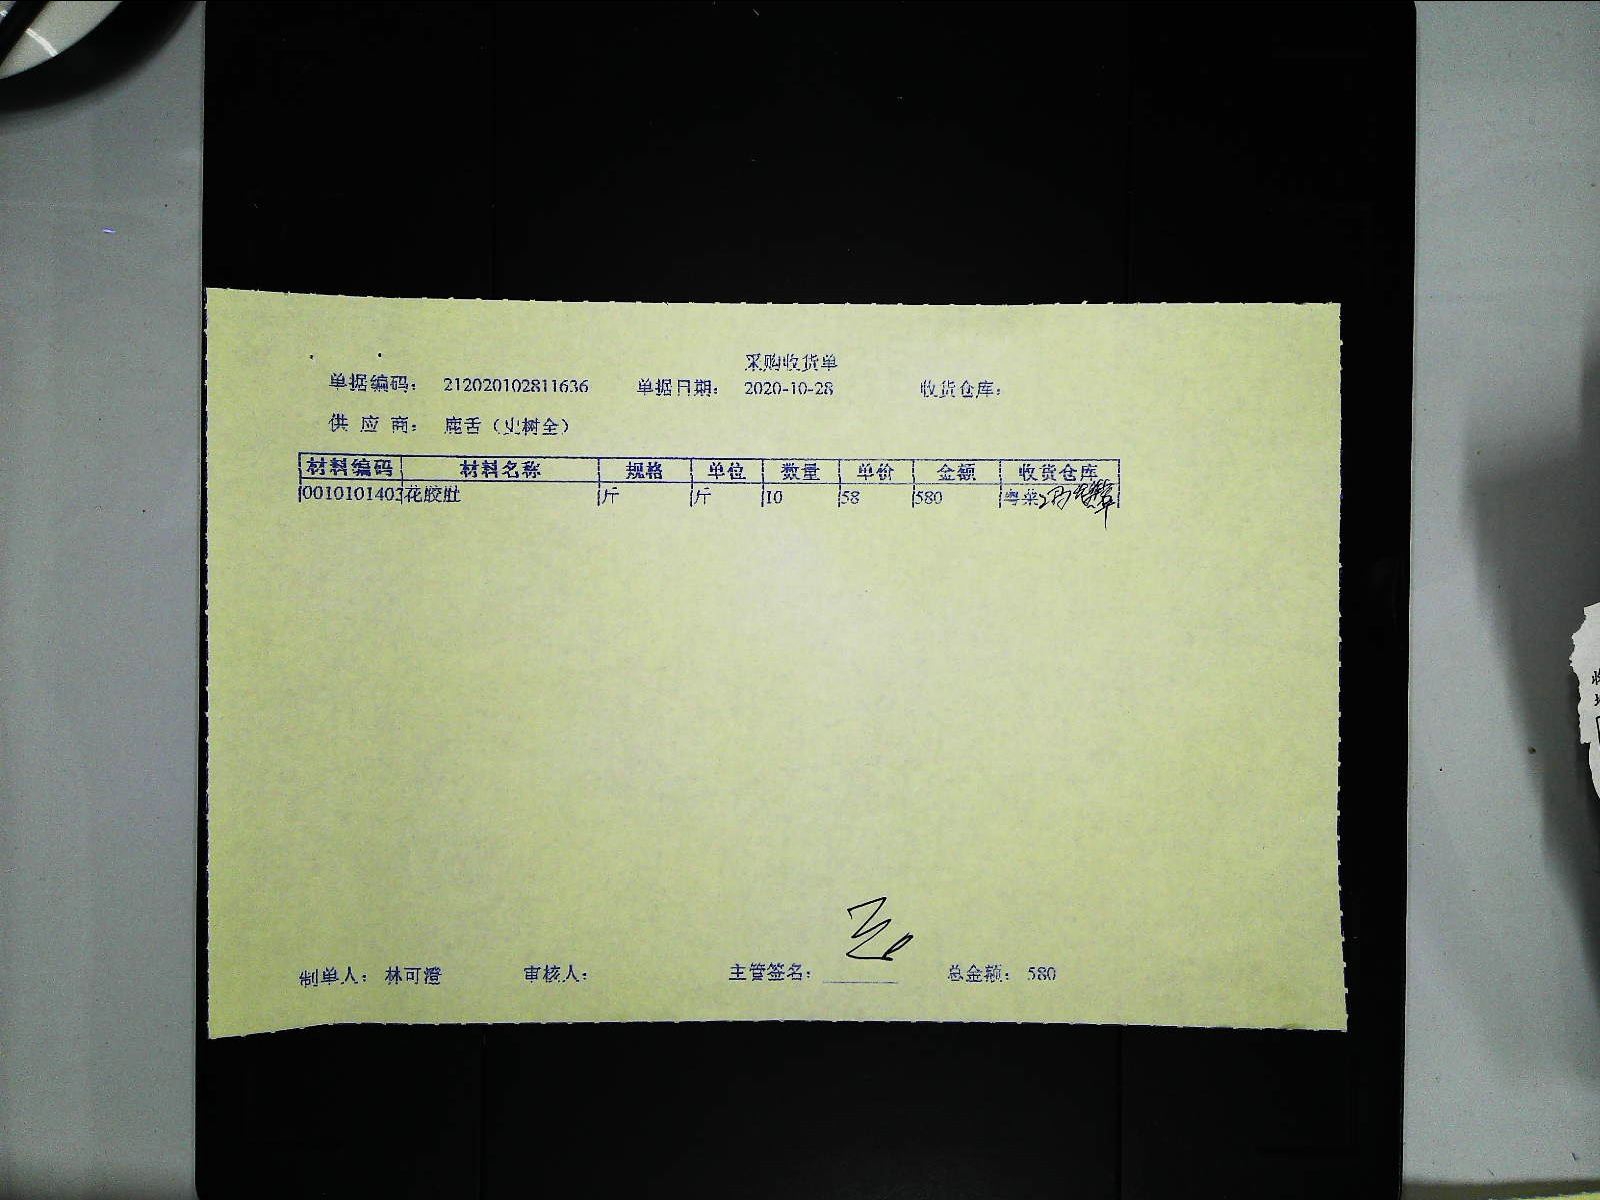 采购收货单
单据编码： 212020102811636 单据日期： 2020-10-28 收货仓库：
供 应 商： 鹿舌（火树全）
材料编码 材料名称 规格 单位 数量 单价 金额 收货仓库
0010101403 花胶肚 斤 斤 10 58 580 粤菜
制单人： 林可澄 审核人： 主管签名： 总金额： 580